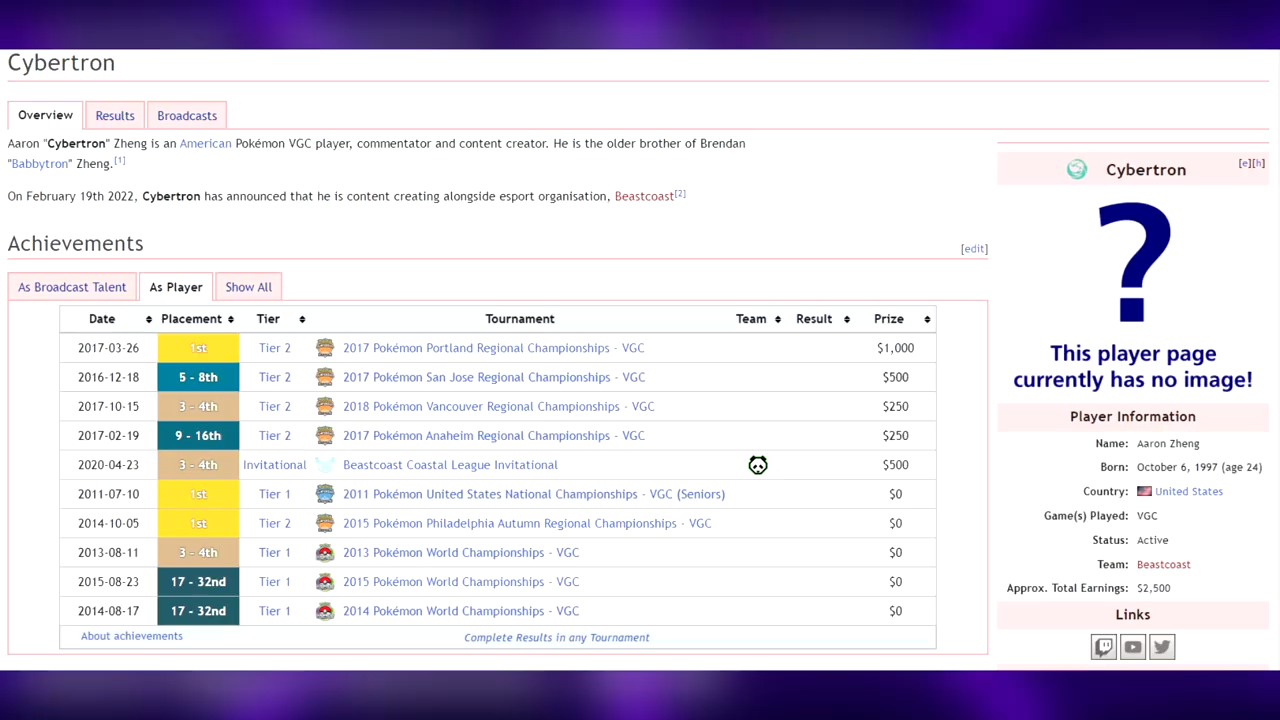 Cybertron
Overview Results Broadcasts
Aaron "Cybertron" Zheng is an American Pokémon VGC player, commentator and content creator. He is the older brother of Brendan
"Babbytron" Zheng.[1]
On February 19th 2022, Cybertron has announced that he is content creating alongside esport organisation, Beastcoast[2]
Achievements
[edit]
As Broadcast Talent As Player Show All
Date Placement Tier Tournament Team Result Prize
2017-03-26 1st Tier 2 2017 Pokémon Portland Regional Championships - VGC $1,000
2016-12-18 5 - 8th Tier 2 2017 Pokémon San Jose Regional Championships - VGC $500
2017-10-15 3 - 4th Tier 2 2018 Pokémon Vancouver Regional Championships - VGC $250
2017-02-19 9 - 16th Tier 2 2017 Pokémon Anaheim Regional Championships - VGC $250
2020-04-23 3 - 4th Invitational Beastcoast Coastal League Invitational $500
2011-07-10 1st Tier 1 2011 Pokémon United States National Championships - VGC (Seniors) $0
2014-10-05 1st Tier 2 2015 Pokémon Philadelphia Autumn Regional Championships - VGC $0
2013-08-11 3 - 4th Tier 1 2013 Pokémon World Championships - VGC $0
2015-08-23 17 - 32nd Tier 1 2015 Pokémon World Championships - VGC $0
2014-08-17 17 - 32nd Tier 1 2014 Pokémon World Championships - VGC $0
About achievements Complete Results in any Tournament
Cybertron [e][h]
?
This player page
currently has no image!
Player Information
Name: Aaron Zheng
Born: October 6, 1997 (age 24)
Country: United States
Game(s) Played: VGC
Status: Active
Team: Beastcoast
Approx. Total Earnings: $2,500
Links